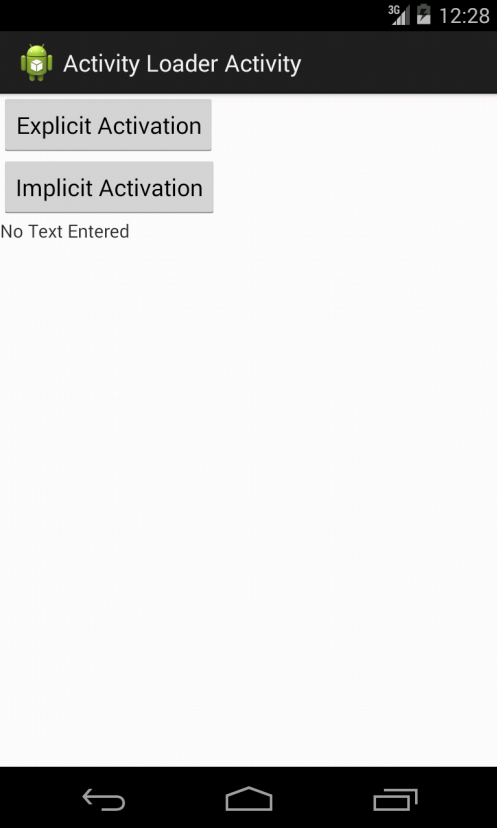 3G 12:28
Activity Loader Activity
Explicit Activation
Implicit Activation
No Text Entered